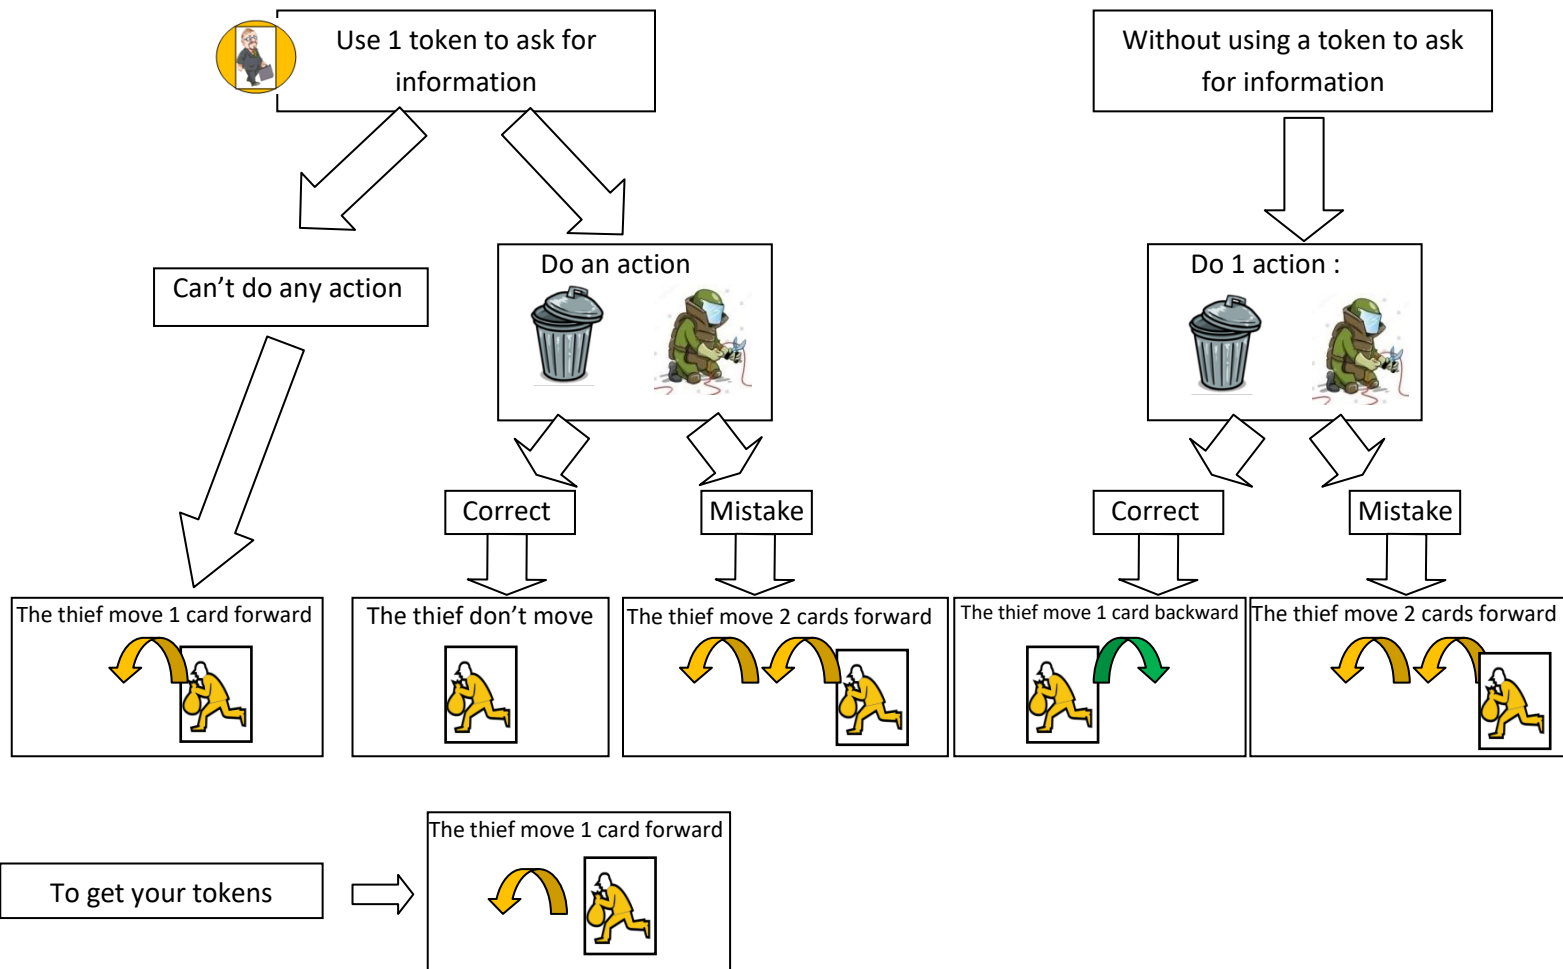 Use 1 token to ask for
information
Without using a token to ask
for information
Can't do any action
Do an action
Do 1 action :
Correct
Mistake
Correct
Mistake
The thief move 1 card forward
The thief don't move
The thief move 2 cards forward
The thief move 1 card backward
The thief move 2 cards forward
To get your tokens
The thief move 1 card forward